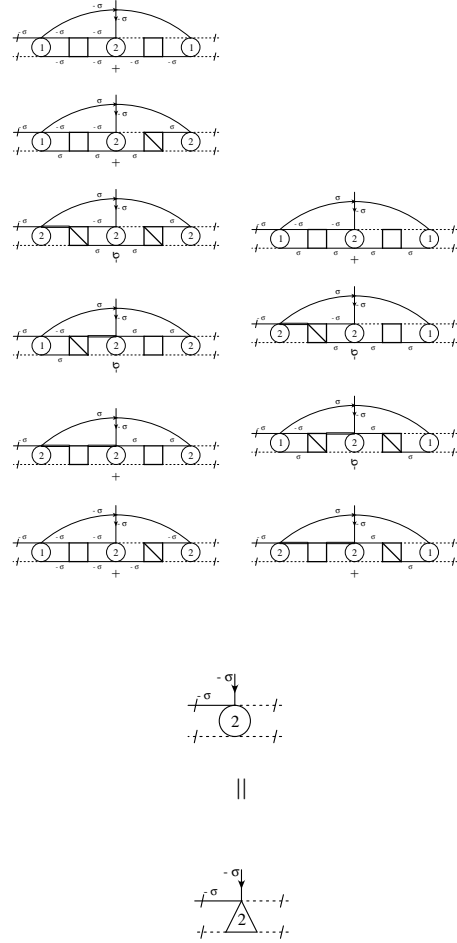 - σ
- σ
- σ - σ - σ
1 2 1
- σ - σ - σ - σ
+
σ
- σ
- σ - σ - σ σ
1 2 2
σ σ σ
+
σ
- σ
- σ - σ σ
2 2 2
σ σ σ
σ
- σ
- σ - σ - σ
1 2 1
+
σ
- σ
- σ - σ σ σ
1 2 2
σ
σ
- σ
- σ - σ
2 2 1
σ σ σ σ
σ
- σ
- σ σ σ
2 2 2
+
σ
- σ
- σ - σ σ
1 2 1
σ σ
- σ
- σ
- σ - σ - σ σ
1 2 2
- σ - σ - σ
+
σ
- σ
- σ σ
2 2 1
σ
+
- σ
- σ
2
||
- σ
- σ
2